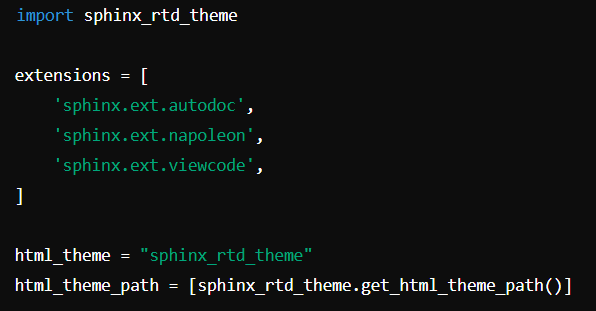 import sphinx_rtd_theme
extensions = [
    'sphinx.ext.autodoc',
    'sphinx.ext.napoleon',
    'sphinx.ext.viewcode',
]
html_theme = "sphinx_rtd_theme"
html_theme_path = [sphinx_rtd_theme.get_html_theme_path()]